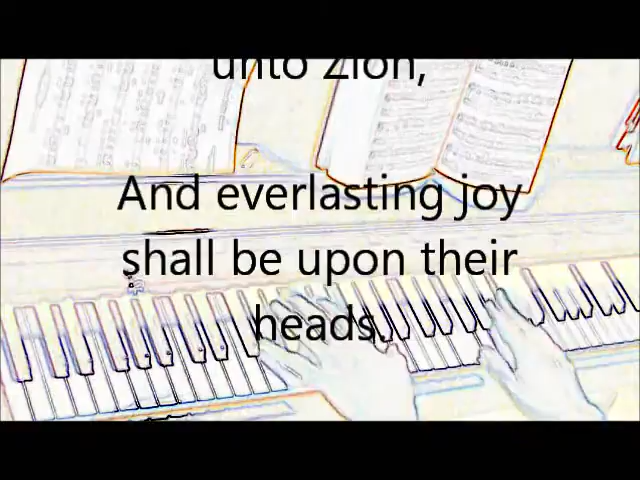 unto Zion,
And everlasting joy
shall be upon their
heads.